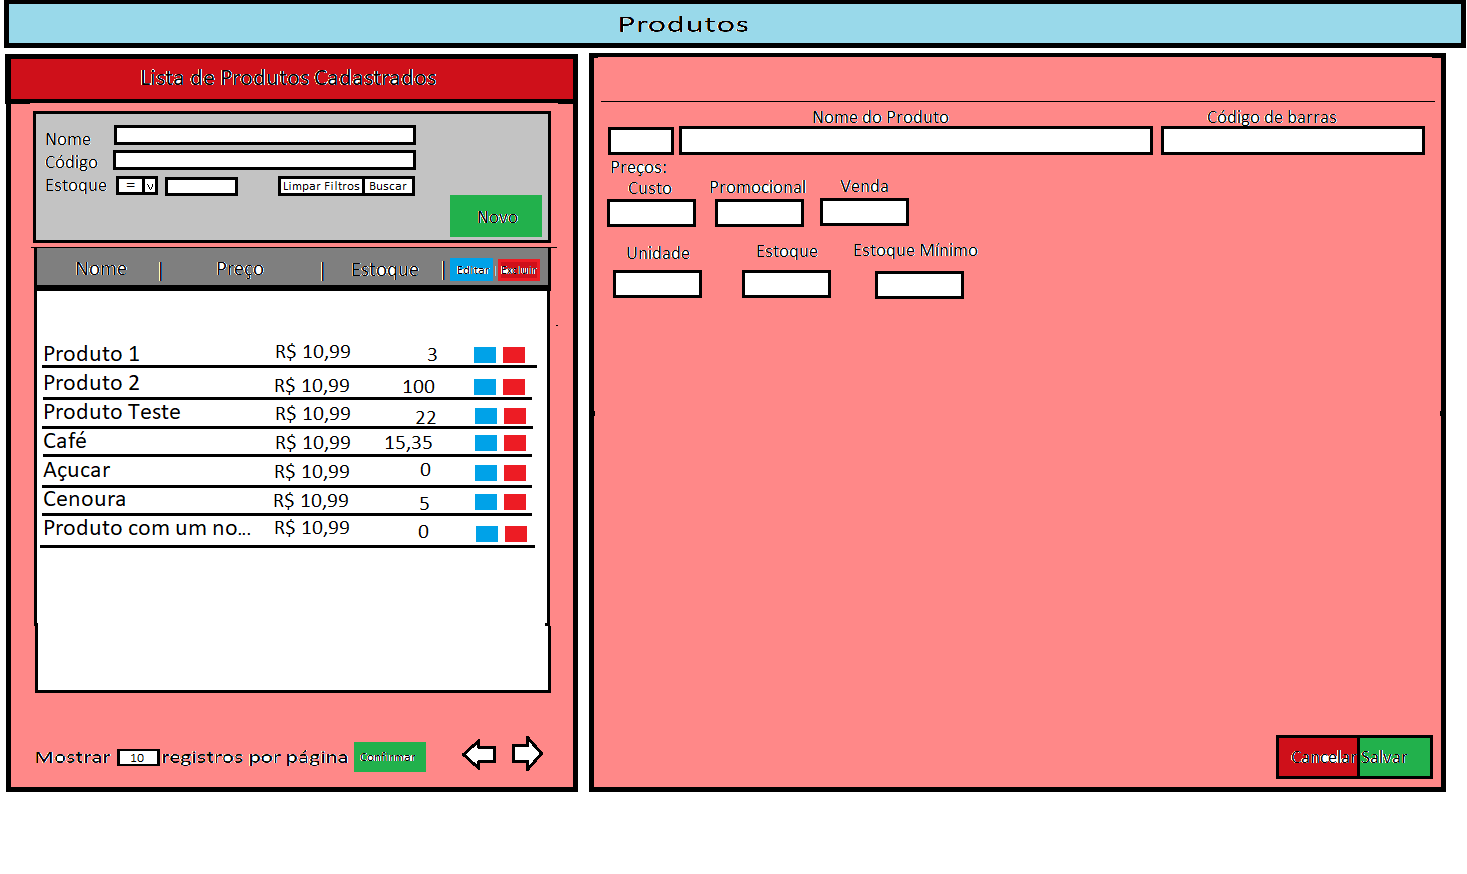 Produtos
Lista de Produtos Cadastrados
Nome
Código
Estoque = v Limpar Filtros Buscar
Novo
Nome | Preço | Estoque | Editar | Excluir
Produto 1 R$ 10,99 3
Produto 2 R$ 10,99 100
Produto Teste R$ 10,99 22
Café R$ 10,99 15,35
Açucar R$ 10,99 0
Cenoura R$ 10,99 5
Produto com um no... R$ 10,99 0
Mostrar 10 registros por página Confirmar
Nome do Produto Código de barras
Preços:
Custo Promocional Venda
Unidade Estoque Estoque Mínimo
Cancelar Salvar